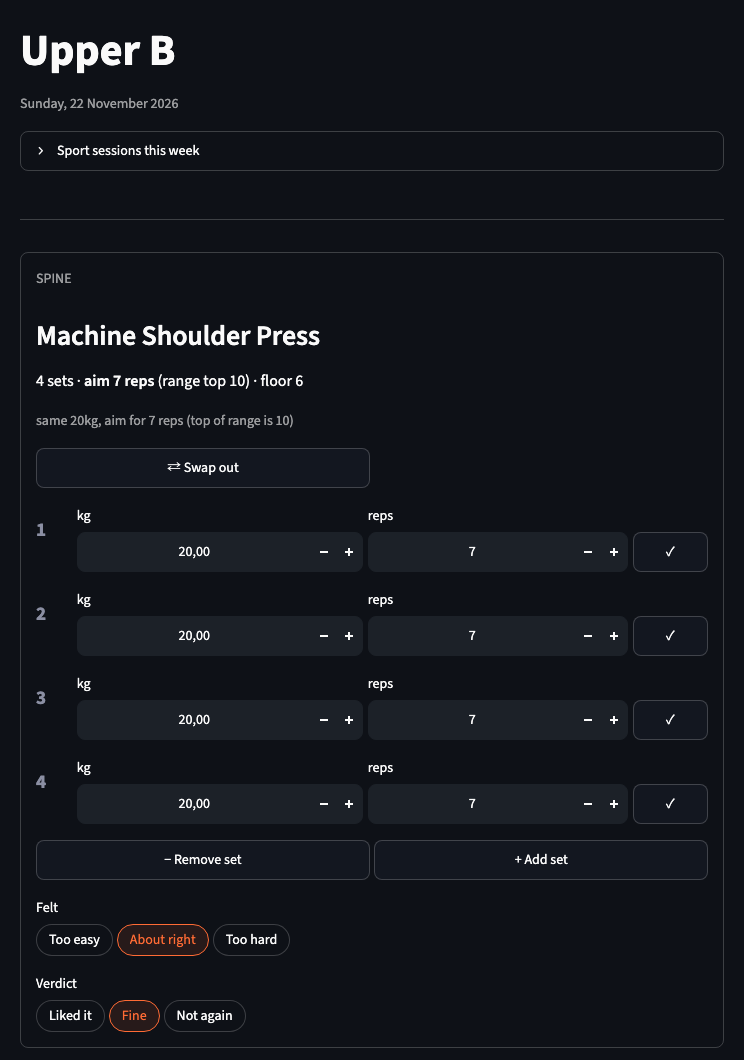 Upper B
Sunday, 22 November 2026
Sport sessions this week
SPINE
Machine Shoulder Press
4 sets · aim 7 reps (range top 10) · floor 6
same 20kg, aim for 7 reps (top of range is 10)
⇄ Swap out
kg reps
1 20,00 − + 7 − + ✓
kg reps
2 20,00 − + 7 − + ✓
kg reps
3 20,00 − + 7 − + ✓
kg reps
4 20,00 − + 7 − + ✓
− Remove set + Add set
Felt
Too easy About right Too hard
Verdict
Liked it Fine Not again